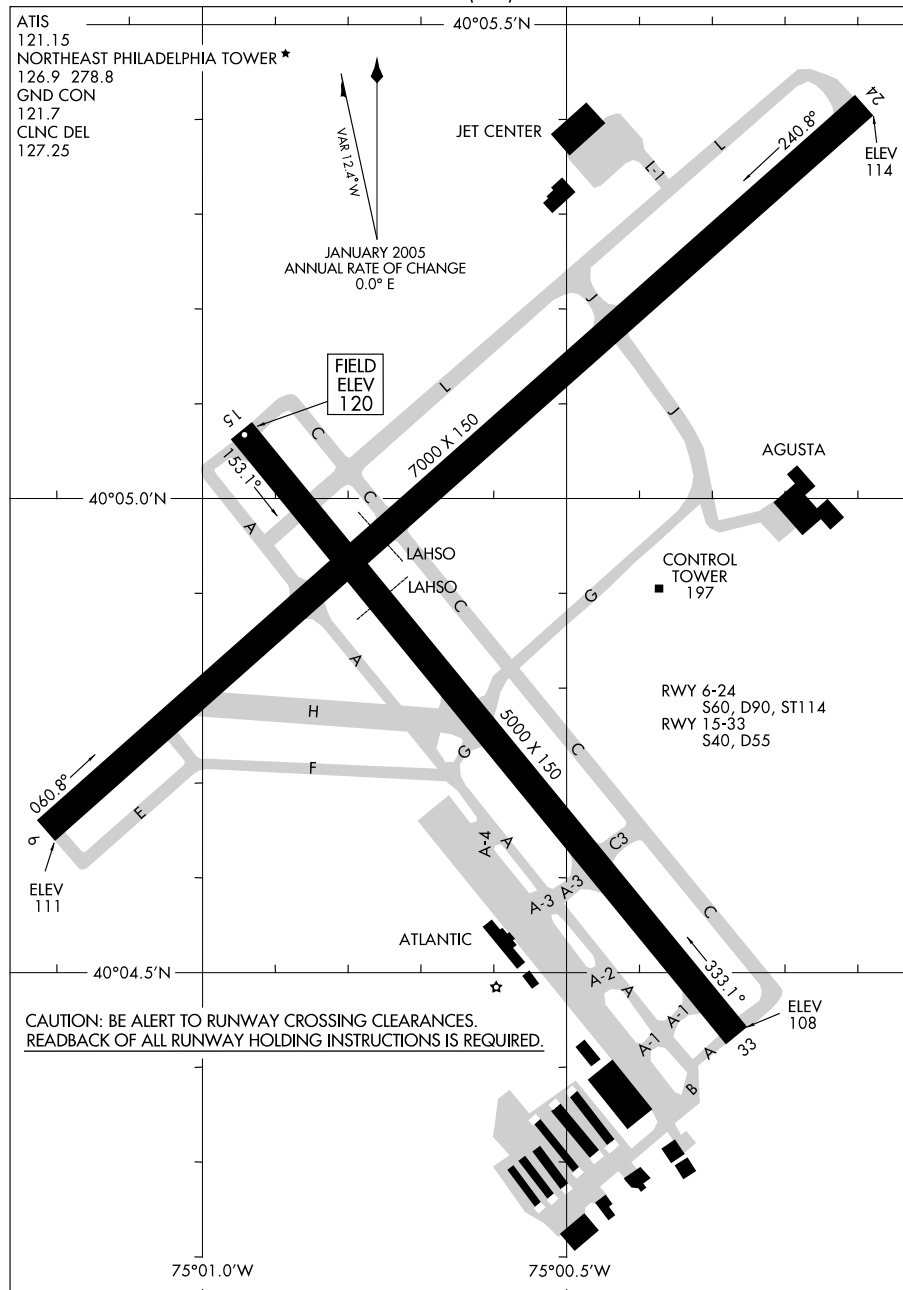 ATIS
121.15
NORTHEAST PHILADELPHIA TOWER ★
126.9 278.8
GND CON
121.7
CLNC DEL
127.25
40°05.5'N
VAR 12.4° W
JANUARY 2005
ANNUAL RATE OF CHANGE
0.0° E
JET CENTER
L-1
L
240.8°
24
ELEV
114
J
L
J
FIELD
ELEV
120
15
153.1°
C
C
7000 X 150
AGUSTA
40°05.0'N
A
LAHSO
LAHSO
CONTROL
TOWER
197
C
G
A
RWY 6-24
S60, D90, ST114
RWY 15-33
S40, D55
H
5000 X 150
C
G
F
060.8°
E
6
ELEV
111
A-4
A
C3
A-3
A-3
C
ATLANTIC
40°04.5'N
A-2
A
333.1°
ELEV
108
A-1
A-1
A
33
B
CAUTION: BE ALERT TO RUNWAY CROSSING CLEARANCES.
READBACK OF ALL RUNWAY HOLDING INSTRUCTIONS IS REQUIRED.
75°01.0'W
75°00.5'W